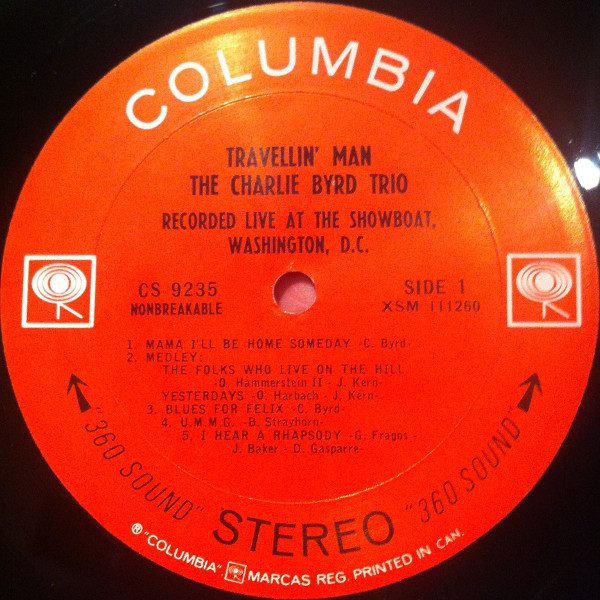 COLUMBIA
TRAVELLIN' MAN
THE CHARLIE BYRD TRIO
RECORDED LIVE AT THE SHOWBOAT,
WASHINGTON, D.C.
CS 9235
NONBREAKABLE
SIDE 1
XSM 111260
1. MAMA I'LL BE HOME SOMEDAY -C. Byrd-
2. MEDLEY:
THE FOLKS WHO LIVE ON THE HILL
-O. Hammerstein II - J. Kern-
YESTERDAYS -O. Harbach - J. Kern-
3. BLUES FOR FELIX -C. Byrd-
4. U.M.M.G. -B. Strayhorn-
5. I HEAR A RHAPSODY -G. Fragos -
J. Baker - D. Gasparre-
"360 SOUND" STEREO "360 SOUND"
® "COLUMBIA", MARCAS REG. PRINTED IN CAN.